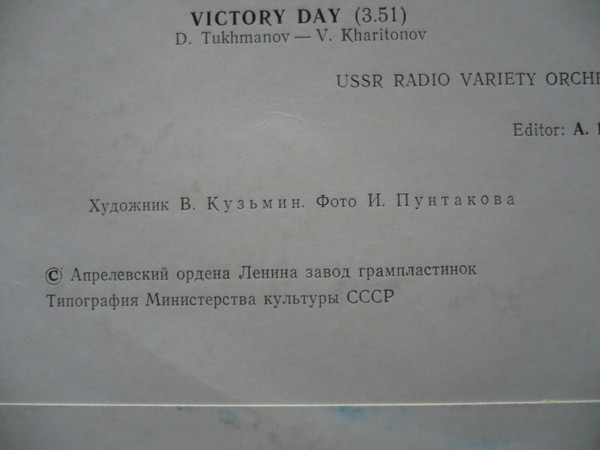 VICTORY DAY (3.51)
D. Tukhmanov — V. Kharitonov
USSR RADIO VARIETY
Editor: A.
Художник В. Кузьмин. Фото И. Пунтакова
© Апрелевский ордена Ленина завод грампластинок
Типография Министерства культуры СССР